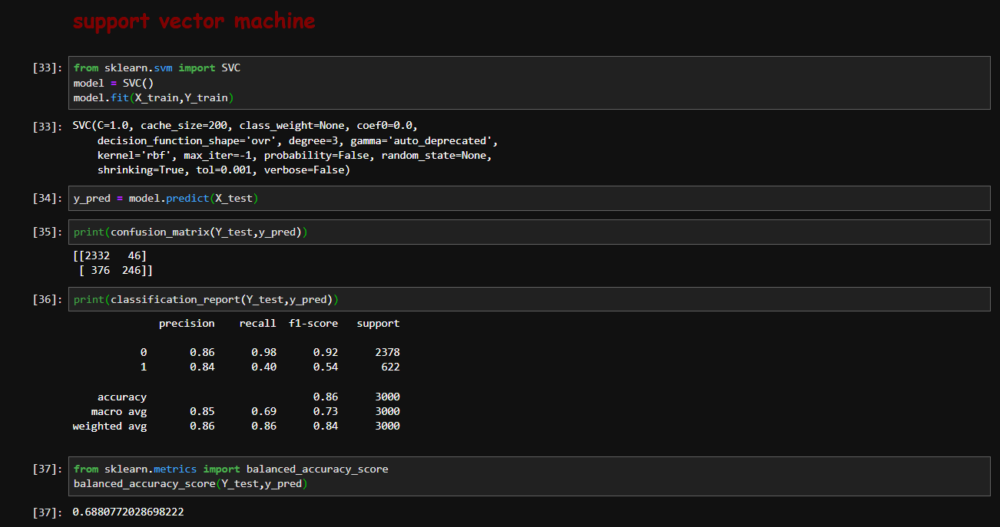 support vector machine
[33]: from sklearn.svm import SVC
model = SVC()
model.fit(X_train,Y_train)
[33]: SVC(C=1.0, cache_size=200, class_weight=None, coef0=0.0,
decision_function_shape='ovr', degree=3, gamma='auto_deprecated',
kernel='rbf', max_iter=-1, probability=False, random_state=None,
shrinking=True, tol=0.001, verbose=False)
[34]: y_pred = model.predict(X_test)
[35]: print(confusion_matrix(Y_test,y_pred))
[[2332 46]
[ 376 246]]
[36]: print(classification_report(Y_test,y_pred))
precision recall f1-score support
0 0.86 0.98 0.92 2378
1 0.84 0.40 0.54 622
accuracy 0.86 3000
macro avg 0.85 0.69 0.73 3000
weighted avg 0.86 0.86 0.84 3000
[37]: from sklearn.metrics import balanced_accuracy_score
balanced_accuracy_score(Y_test,y_pred)
[37]: 0.6880772028698222